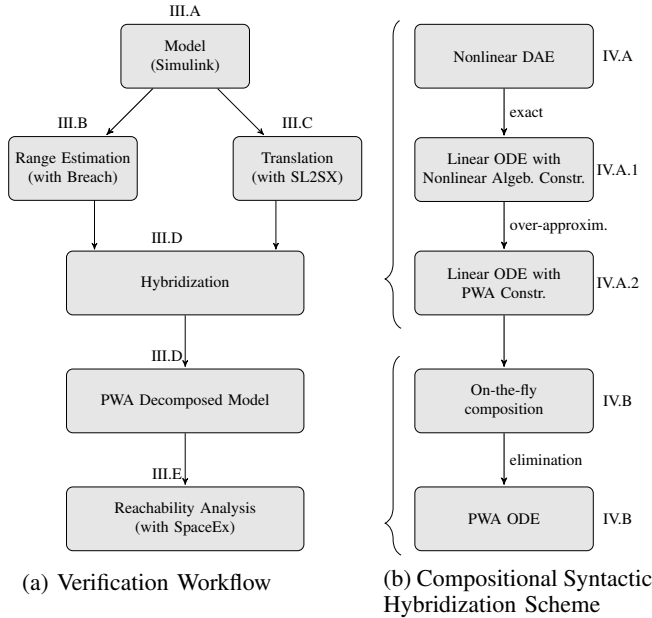 III.A
Model
(Simulink)
III.B
Range Estimation
(with Breach)
III.C
Translation
(with SL2SX)
III.D
Hybridization
III.D
PWA Decomposed Model
III.E
Reachability Analysis
(with SpaceEx)
(a) Verification Workflow
Nonlinear DAE
IV.A
exact
Linear ODE with
Nonlinear Algeb. Constr.
IV.A.1
over-approxim.
Linear ODE with
PWA Constr.
IV.A.2
On-the-fly
composition
IV.B
elimination
PWA ODE
IV.B
(b) Compositional Syntactic
Hybridization Scheme